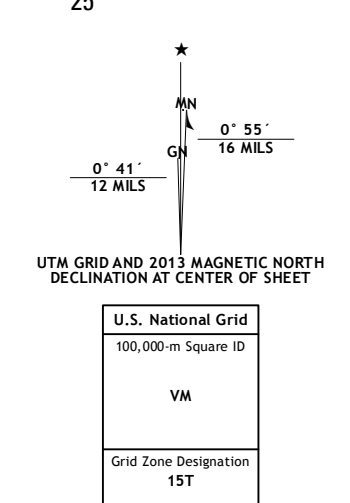 25
★
MN
0° 55´
GN
16 MILS
0° 41´
12 MILS
UTM GRID AND 2013 MAGNETIC NORTH
DECLINATION AT CENTER OF SHEET
U.S. National Grid
100,000-m Square ID
VM
Grid Zone Designation
15T